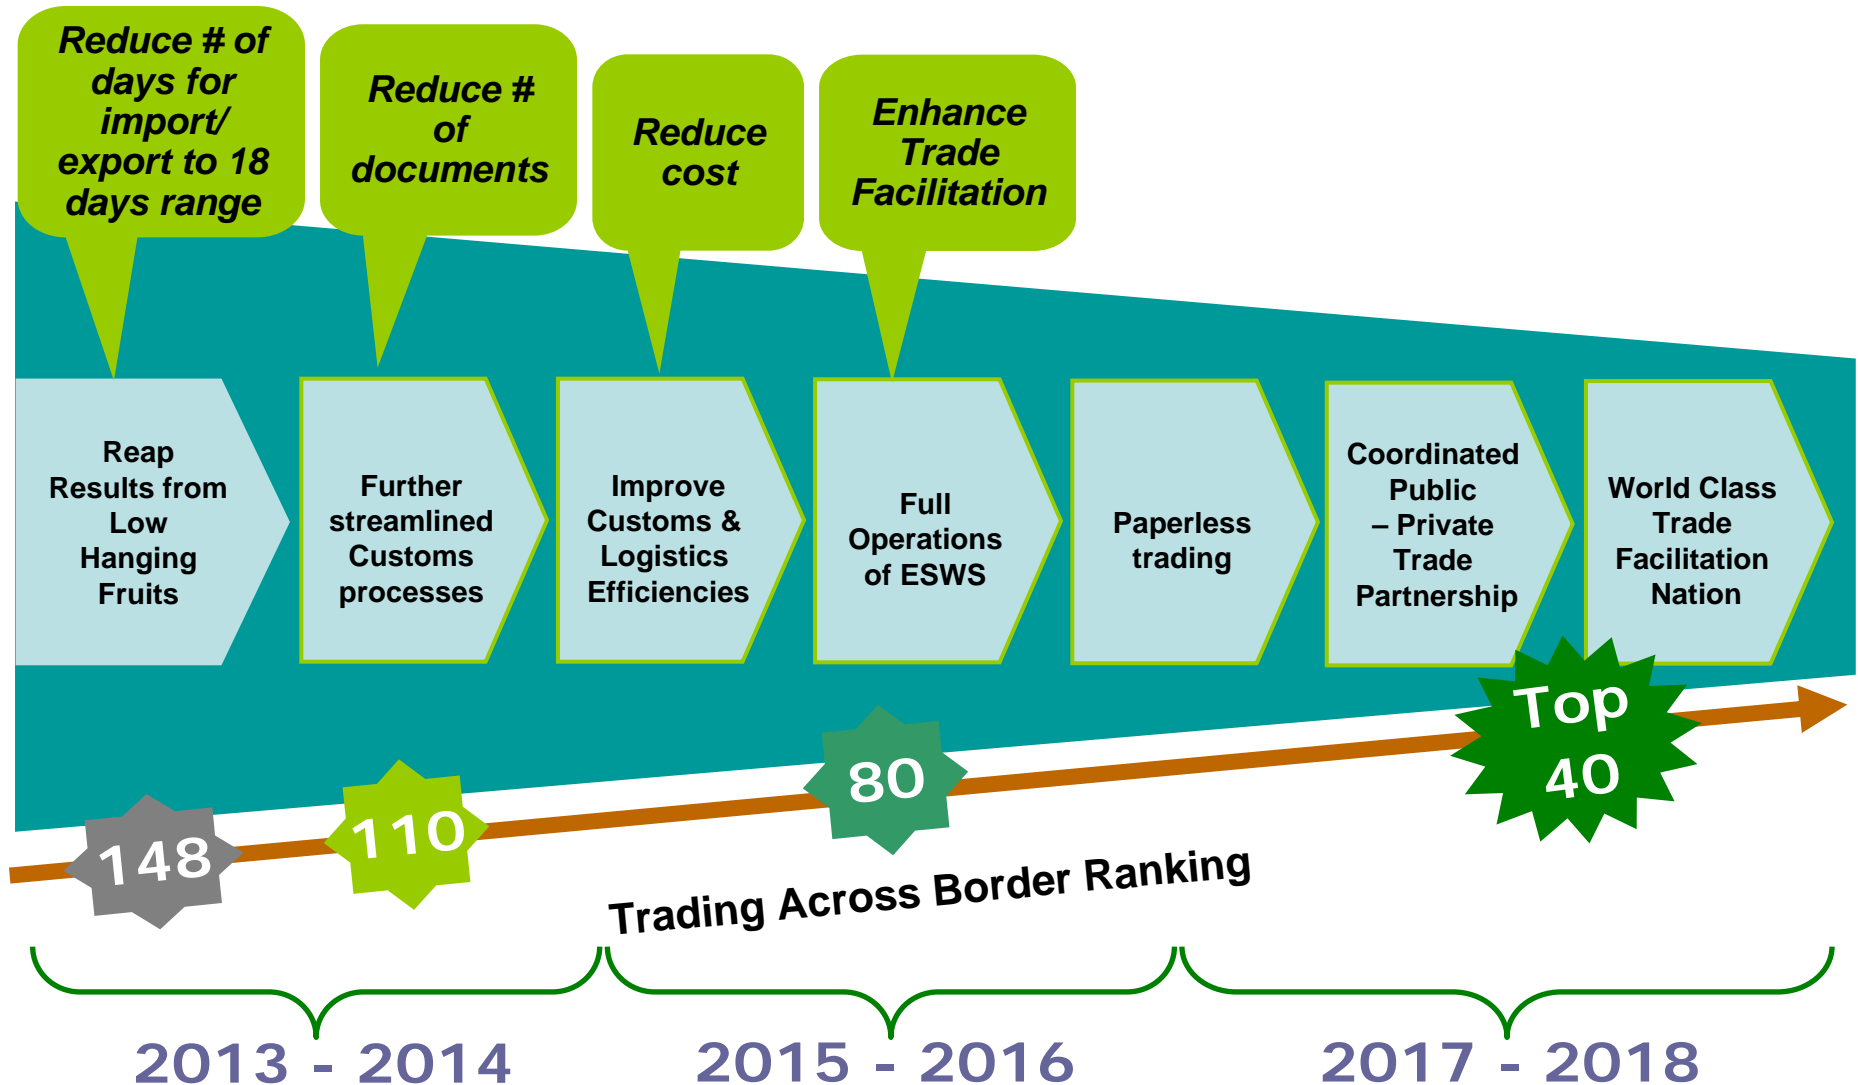 Reduce # of
days for
import/
export to 18
days range
Reduce #
of
documents
Reduce
cost
Enhance
Trade
Facilitation
Reap
Results from
Low
Hanging
Fruits
Further
streamlined
Customs
processes
Improve
Customs &
Logistics
Efficiencies
Full
Operations
of ESWS
Paperless
trading
Coordinated
Public
– Private
Trade
Partnership
World Class
Trade
Facilitation
Nation
148
110
80
Top
40
Trading Across Border Ranking
2013 - 2014
2015 - 2016
2017 - 2018